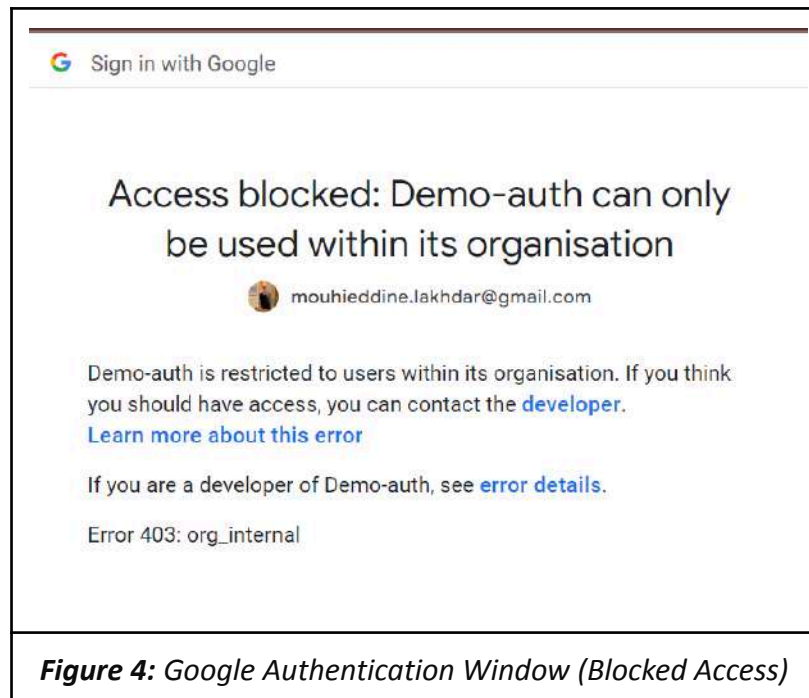 Sign in with Google
Access blocked: Demo-auth can only
be used within its organisation
mouhieddine.lakhdar@gmail.com
Demo-auth is restricted to users within its organisation. If you think
you should have access, you can contact the developer.
Learn more about this error
If you are a developer of Demo-auth, see error details.
Error 403: org_internal
Figure 4: Google Authentication Window (Blocked Access)